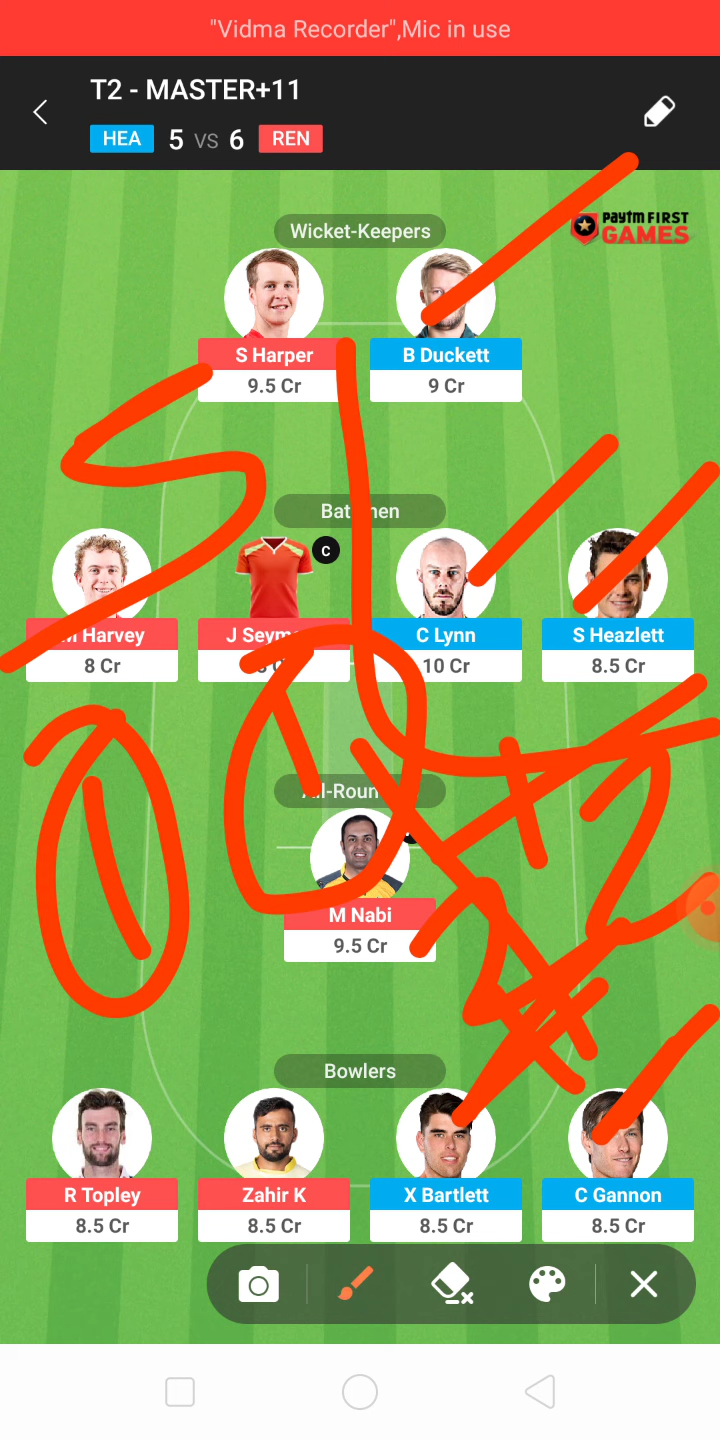 "Vidma Recorder",Mic in use
T2 - MASTER+11
HEA 5 VS 6 REN
Paytm FIRST
GAMES
Wicket-Keepers
S Harper B Duckett
9.5 Cr 9 Cr
C
M Harvey C Lynn S Heazlett
8 Cr 10 Cr 8.5 Cr
M Nabi
9.5 Cr
Bowlers
R Topley Zahir K X Bartlett C Gannon
8.5 Cr 8.5 Cr 8.5 Cr 8.5 Cr